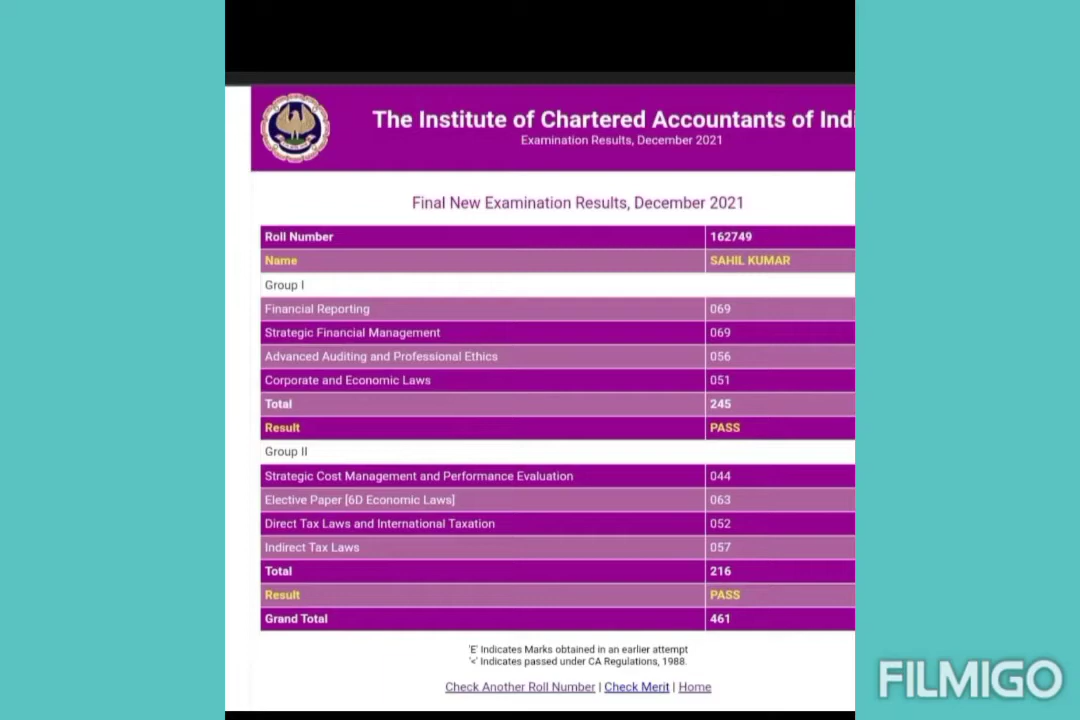 The Institute of Chartered Accountants of Indi
Examination Results, December 2021
Final New Examination Results, December 2021
Roll Number 162749
Name SAHIL KUMAR
Group I
Financial Reporting 069
Strategic Financial Management 069
Advanced Auditing and Professional Ethics 056
Corporate and Economic Laws 051
Total 245
Result PASS
Group II
Strategic Cost Management and Performance Evaluation 044
Elective Paper [6D Economic Laws] 063
Direct Tax Laws and International Taxation 052
Indirect Tax Laws 057
Total 216
Result PASS
Grand Total 461
'E' Indicates Marks obtained in an earlier attempt
'<' Indicates passed under CA Regulations, 1988.
Check Another Roll Number | Check Merit | Home
FILMIGO